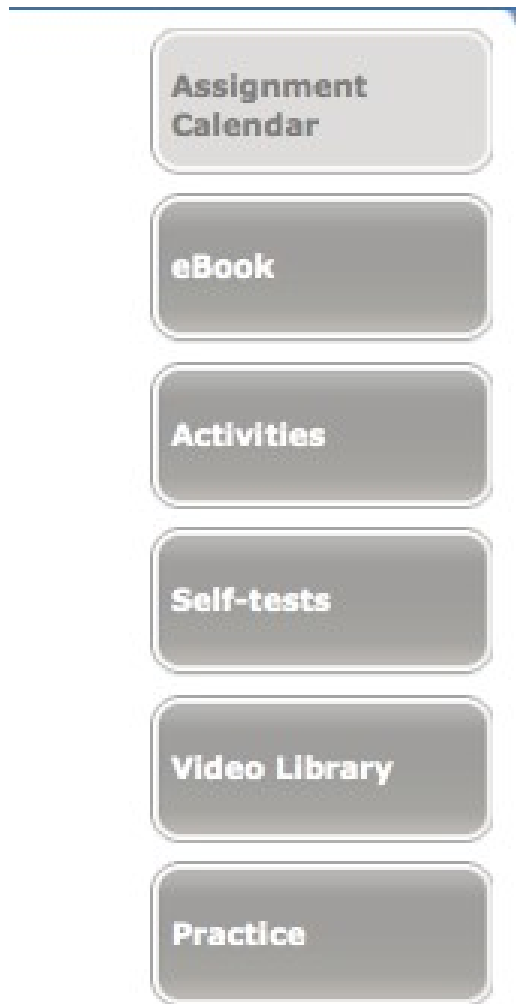 Assignment
Calendar
eBook
Activities
Self-tests
Video Library
Practice